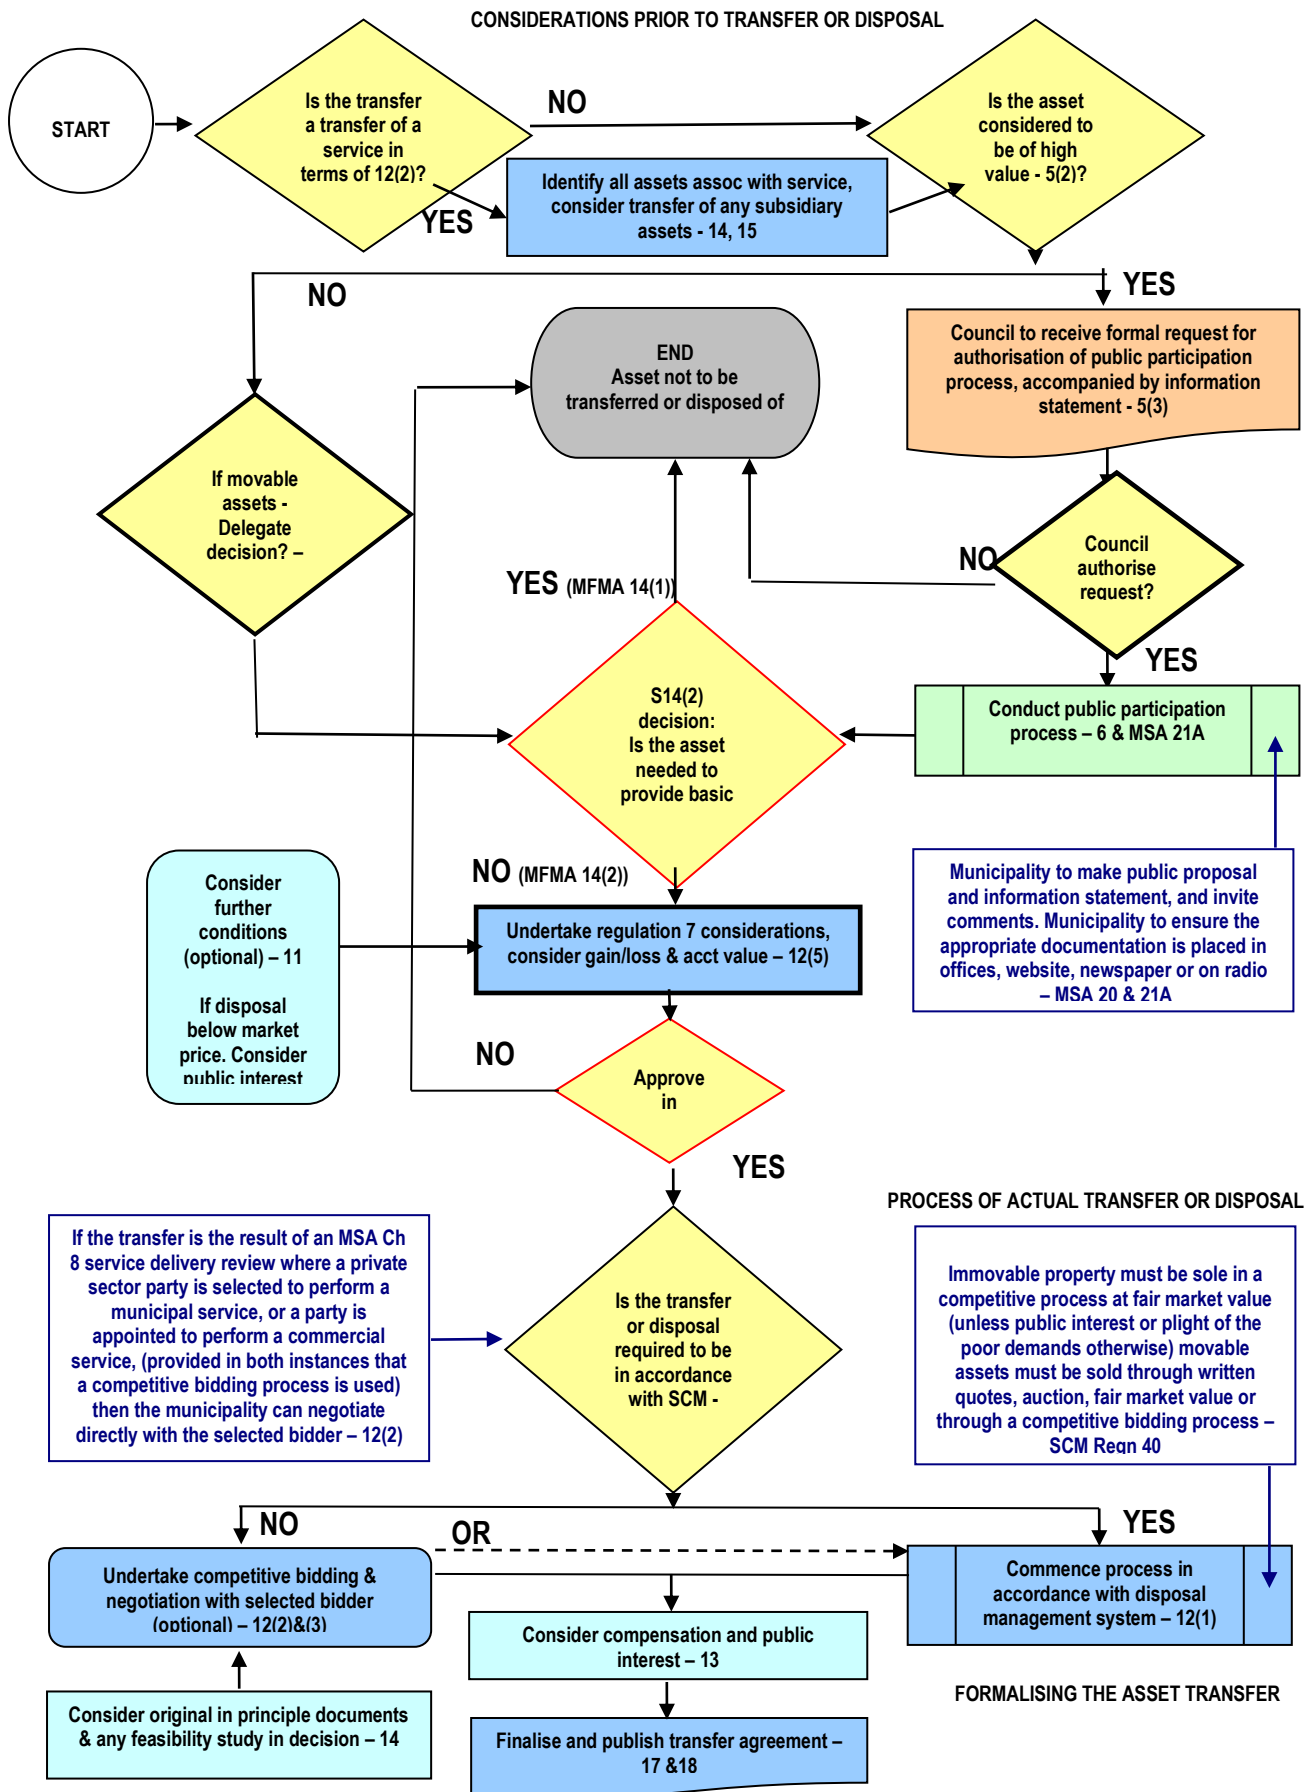 CONSIDERATIONS PRIOR TO TRANSFER OR DISPOSAL
START
Is the transfer
a transfer of a
service in
terms of 12(2)?
NO
Is the asset
considered to
be of high
value - 5(2)?
YES
Identify all assets assoc with service,
consider transfer of any subsidiary
assets - 14, 15
NO
YES
END
Asset not to be
transferred or disposed of
Council to receive formal request for
authorisation of public participation
process, accompanied by information
statement - 5(3)
If movable
assets -
Delegate
decision? –
NO
Council
authorise
request?
YES (MFMA 14(1))
YES
S14(2)
decision:
Is the asset
needed to
provide basic
Conduct public participation
process – 6 & MSA 21A
NO (MFMA 14(2))
Consider
further
conditions
(optional) – 11
If disposal
below market
price. Consider
public interest
Undertake regulation 7 considerations,
consider gain/loss & acct value – 12(5)
Municipality to make public proposal
and information statement, and invite
comments. Municipality to ensure the
appropriate documentation is placed in
offices, website, newspaper or on radio
– MSA 20 & 21A
NO
Approve
in
YES
PROCESS OF ACTUAL TRANSFER OR DISPOSAL
If the transfer is the result of an MSA Ch
8 service delivery review where a private
sector party is selected to perform a
municipal service, or a party is
appointed to perform a commercial
service, (provided in both instances that
a competitive bidding process is used)
then the municipality can negotiate
directly with the selected bidder – 12(2)
Is the transfer
or disposal
required to be
in accordance
with SCM -
Immovable property must be sole in a
competitive process at fair market value
(unless public interest or plight of the
poor demands otherwise) movable
assets must be sold through written
quotes, auction, fair market value or
through a competitive bidding process –
SCM Regn 40
NO
OR
YES
Undertake competitive bidding &
negotiation with selected bidder
(optional) – 12(2)&(3)
Commence process in
accordance with disposal
management system – 12(1)
Consider compensation and public
interest – 13
FORMALISING THE ASSET TRANSFER
Consider original in principle documents
& any feasibility study in decision – 14
Finalise and publish transfer agreement –
17 &18